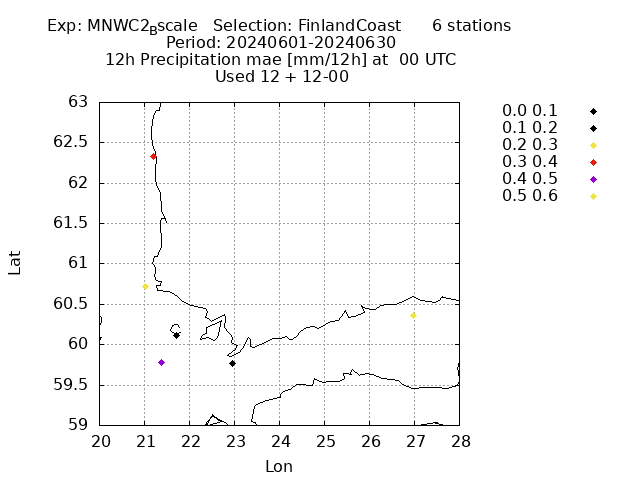 Exp: MNWC2Bscale   Selection: FinlandCoast      6 stations
Period: 20240601-20240630
12h Precipitation mae [mm/12h] at  00 UTC
Used 12 + 12-00
0.0 0.1
0.1 0.2
0.2 0.3
0.3 0.4
0.4 0.5
0.5 0.6
63
62.5
62
61.5
61
60.5
60
59.5
59
Lat
20 21 22 23 24 25 26 27 28
Lon